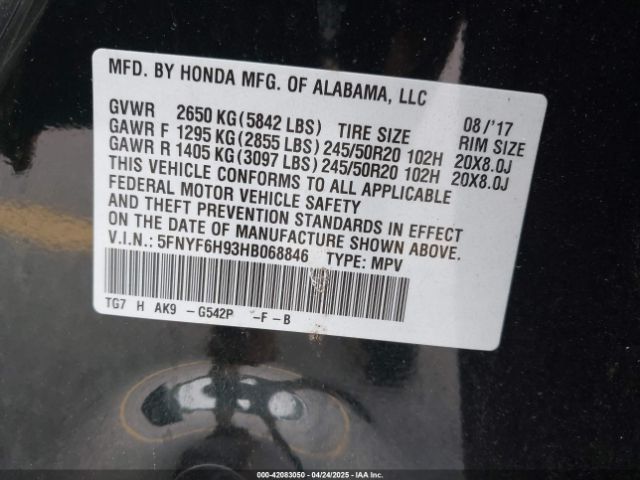 MFD. BY HONDA MFG. OF ALABAMA, LLC 08/'17
GVWR 2650 KG(5842 LBS) TIRE SIZE RIM SIZE
GAWR F 1295 KG(2855 LBS)245/50R20 102H 20X8.0J
GAWR R 1405 KG(3097 LBS)245/50R20 102H 20X8.0J
THIS VEHICLE CONFORMS TO ALL APPLICABLE
FEDERAL MOTOR VEHICLE SAFETY
AND THEFT PREVENTION STANDARDS IN EFFECT
ON THE DATE OF MANUFACTURE SHOWN ABOVE.
V.I.N.: 5FNYF6H93HB068846 TYPE: MPV
TG7 H AK9 -G542P -F-B
000-42083050 - 04/24/2025 - IAA Inc.